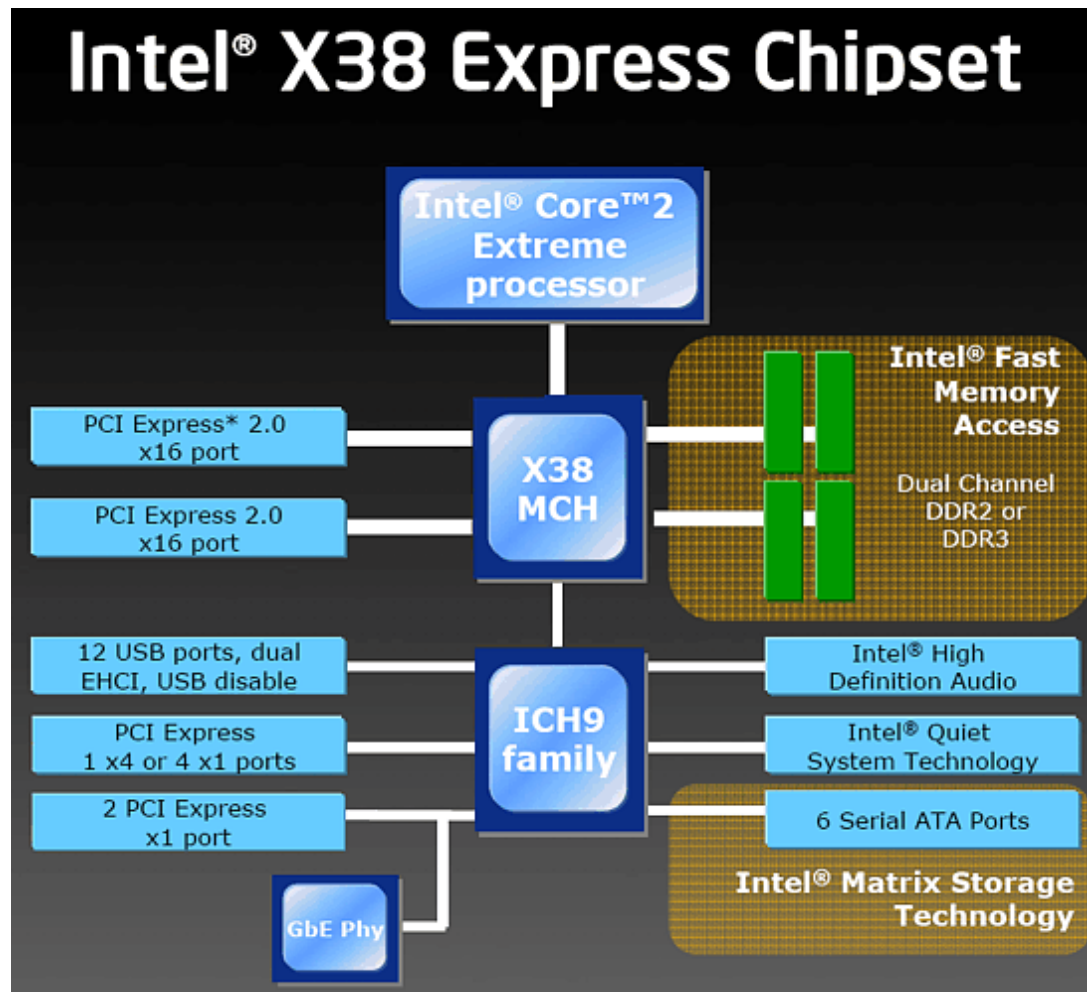 Intel® X38 Express Chipset
Intel® Core™2
Extreme
processor
Intel® Fast
Memory
Access
Dual Channel
DDR2 or
DDR3
PCI Express* 2.0
x16 port
X38
MCH
PCI Express 2.0
x16 port
12 USB ports, dual
EHCI, USB disable
Intel® High
Definition Audio
ICH9
family
PCI Express
1 x4 or 4 x1 ports
Intel® Quiet
System Technology
2 PCI Express
x1 port
6 Serial ATA Ports
Intel® Matrix Storage
Technology
GbE Phy